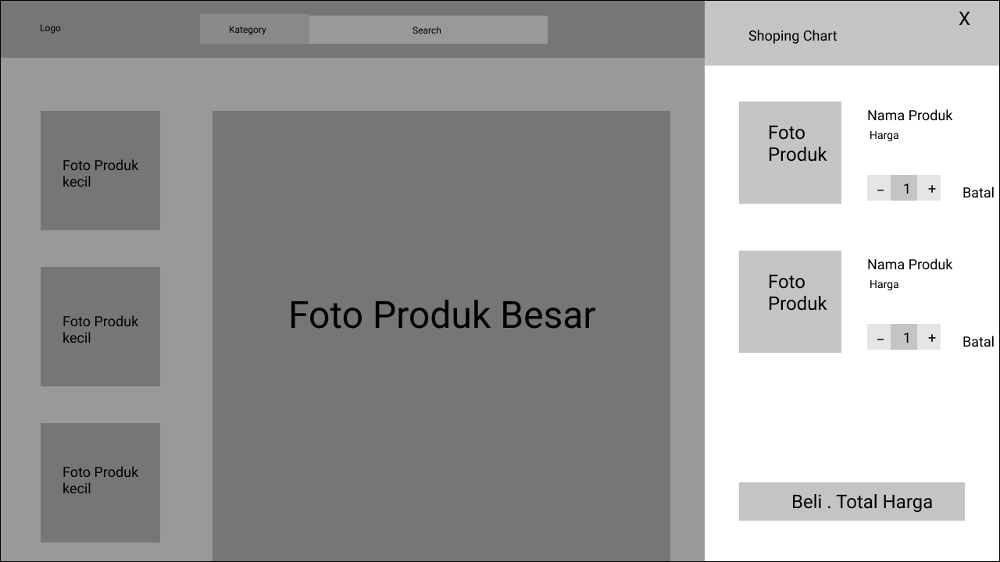 Logo
Kategory
Search
Foto Produk
kecil
Foto Produk
kecil
Foto Produk
kecil
Foto Produk Besar
Shoping Chart
X
Foto
Produk
Nama Produk
Harga
– 1 +
Batal
Foto
Produk
Nama Produk
Harga
– 1 +
Batal
Beli . Total Harga